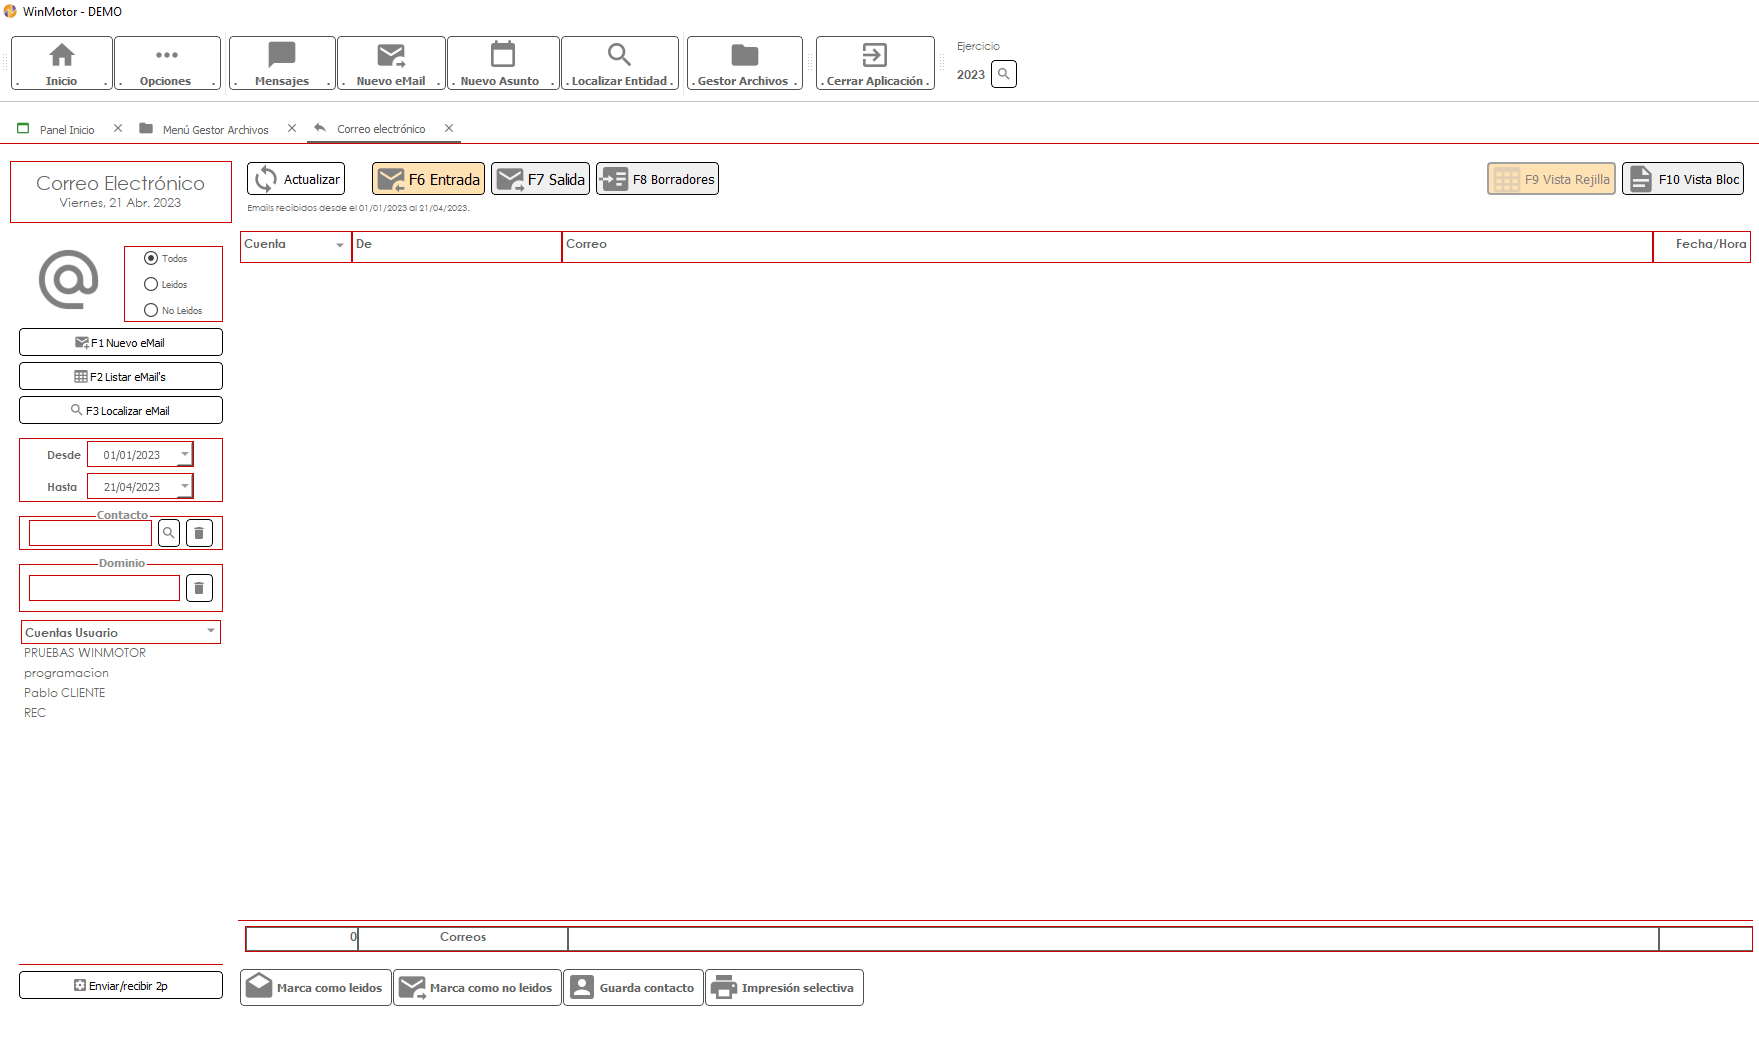 WinMotor - DEMO
. Inicio .
. Opciones .
. Mensajes .
. Nuevo eMail .
. Nuevo Asunto .
. Localizar Entidad .
. Gestor Archivos .
. Cerrar Aplicación .
Ejercicio
2023
Panel Inicio
Menú Gestor Archivos
Correo electrónico
Correo Electrónico
Viernes, 21 Abr. 2023
Actualizar
F6 Entrada
F7 Salida
F8 Borradores
F9 Vista Rejilla
F10 Vista Bloc
Emails recibidos desde el 01/01/2023 al 21/04/2023.
Cuenta
De
Correo
Fecha/Hora
Todos
Leidos
No Leidos
F1 Nuevo eMail
F2 Listar eMail's
F3 Localizar eMail
Desde 01/01/2023
Hasta 21/04/2023
Contacto
Dominio
Cuentas Usuario
PRUEBAS WINMOTOR
programacion
Pablo CLIENTE
REC
0 Correos
Enviar/recibir 2p
Marca como leidos
Marca como no leidos
Guarda contacto
Impresión selectiva